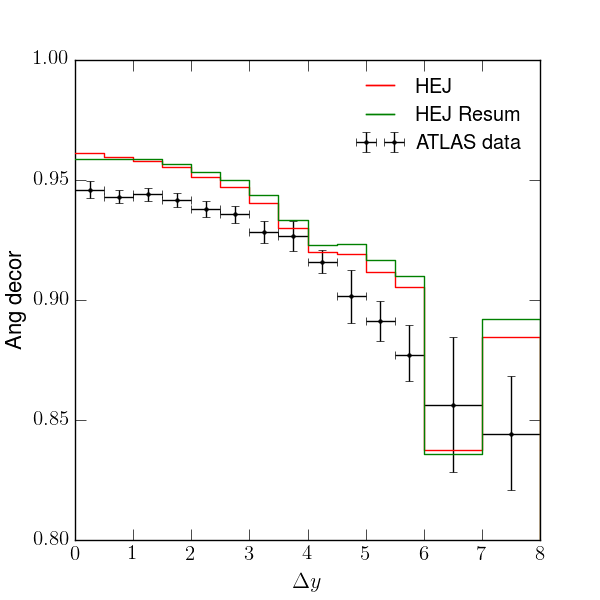 1.00
0.95
0.90
0.85
0.80
Ang decor
HEJ
HEJ Resum
ATLAS data
0 1 2 3 4 5 6 7 8
Δy